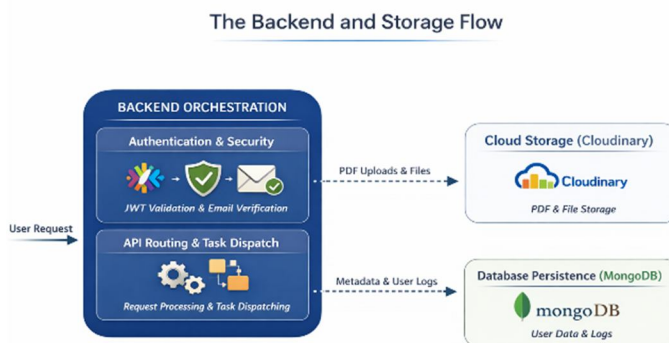 The Backend and Storage Flow
BACKEND ORCHESTRATION
Authentication & Security
JWT Validation & Email Verification
User Request
API Routing & Task Dispatch
Request Processing & Task Dispatching
PDF Uploads & Files
Metadata & User Logs
Cloud Storage (Cloudinary)
Cloudinary
PDF & File Storage
Database Persistence (MongoDB)
mongoDB
User Data & Logs